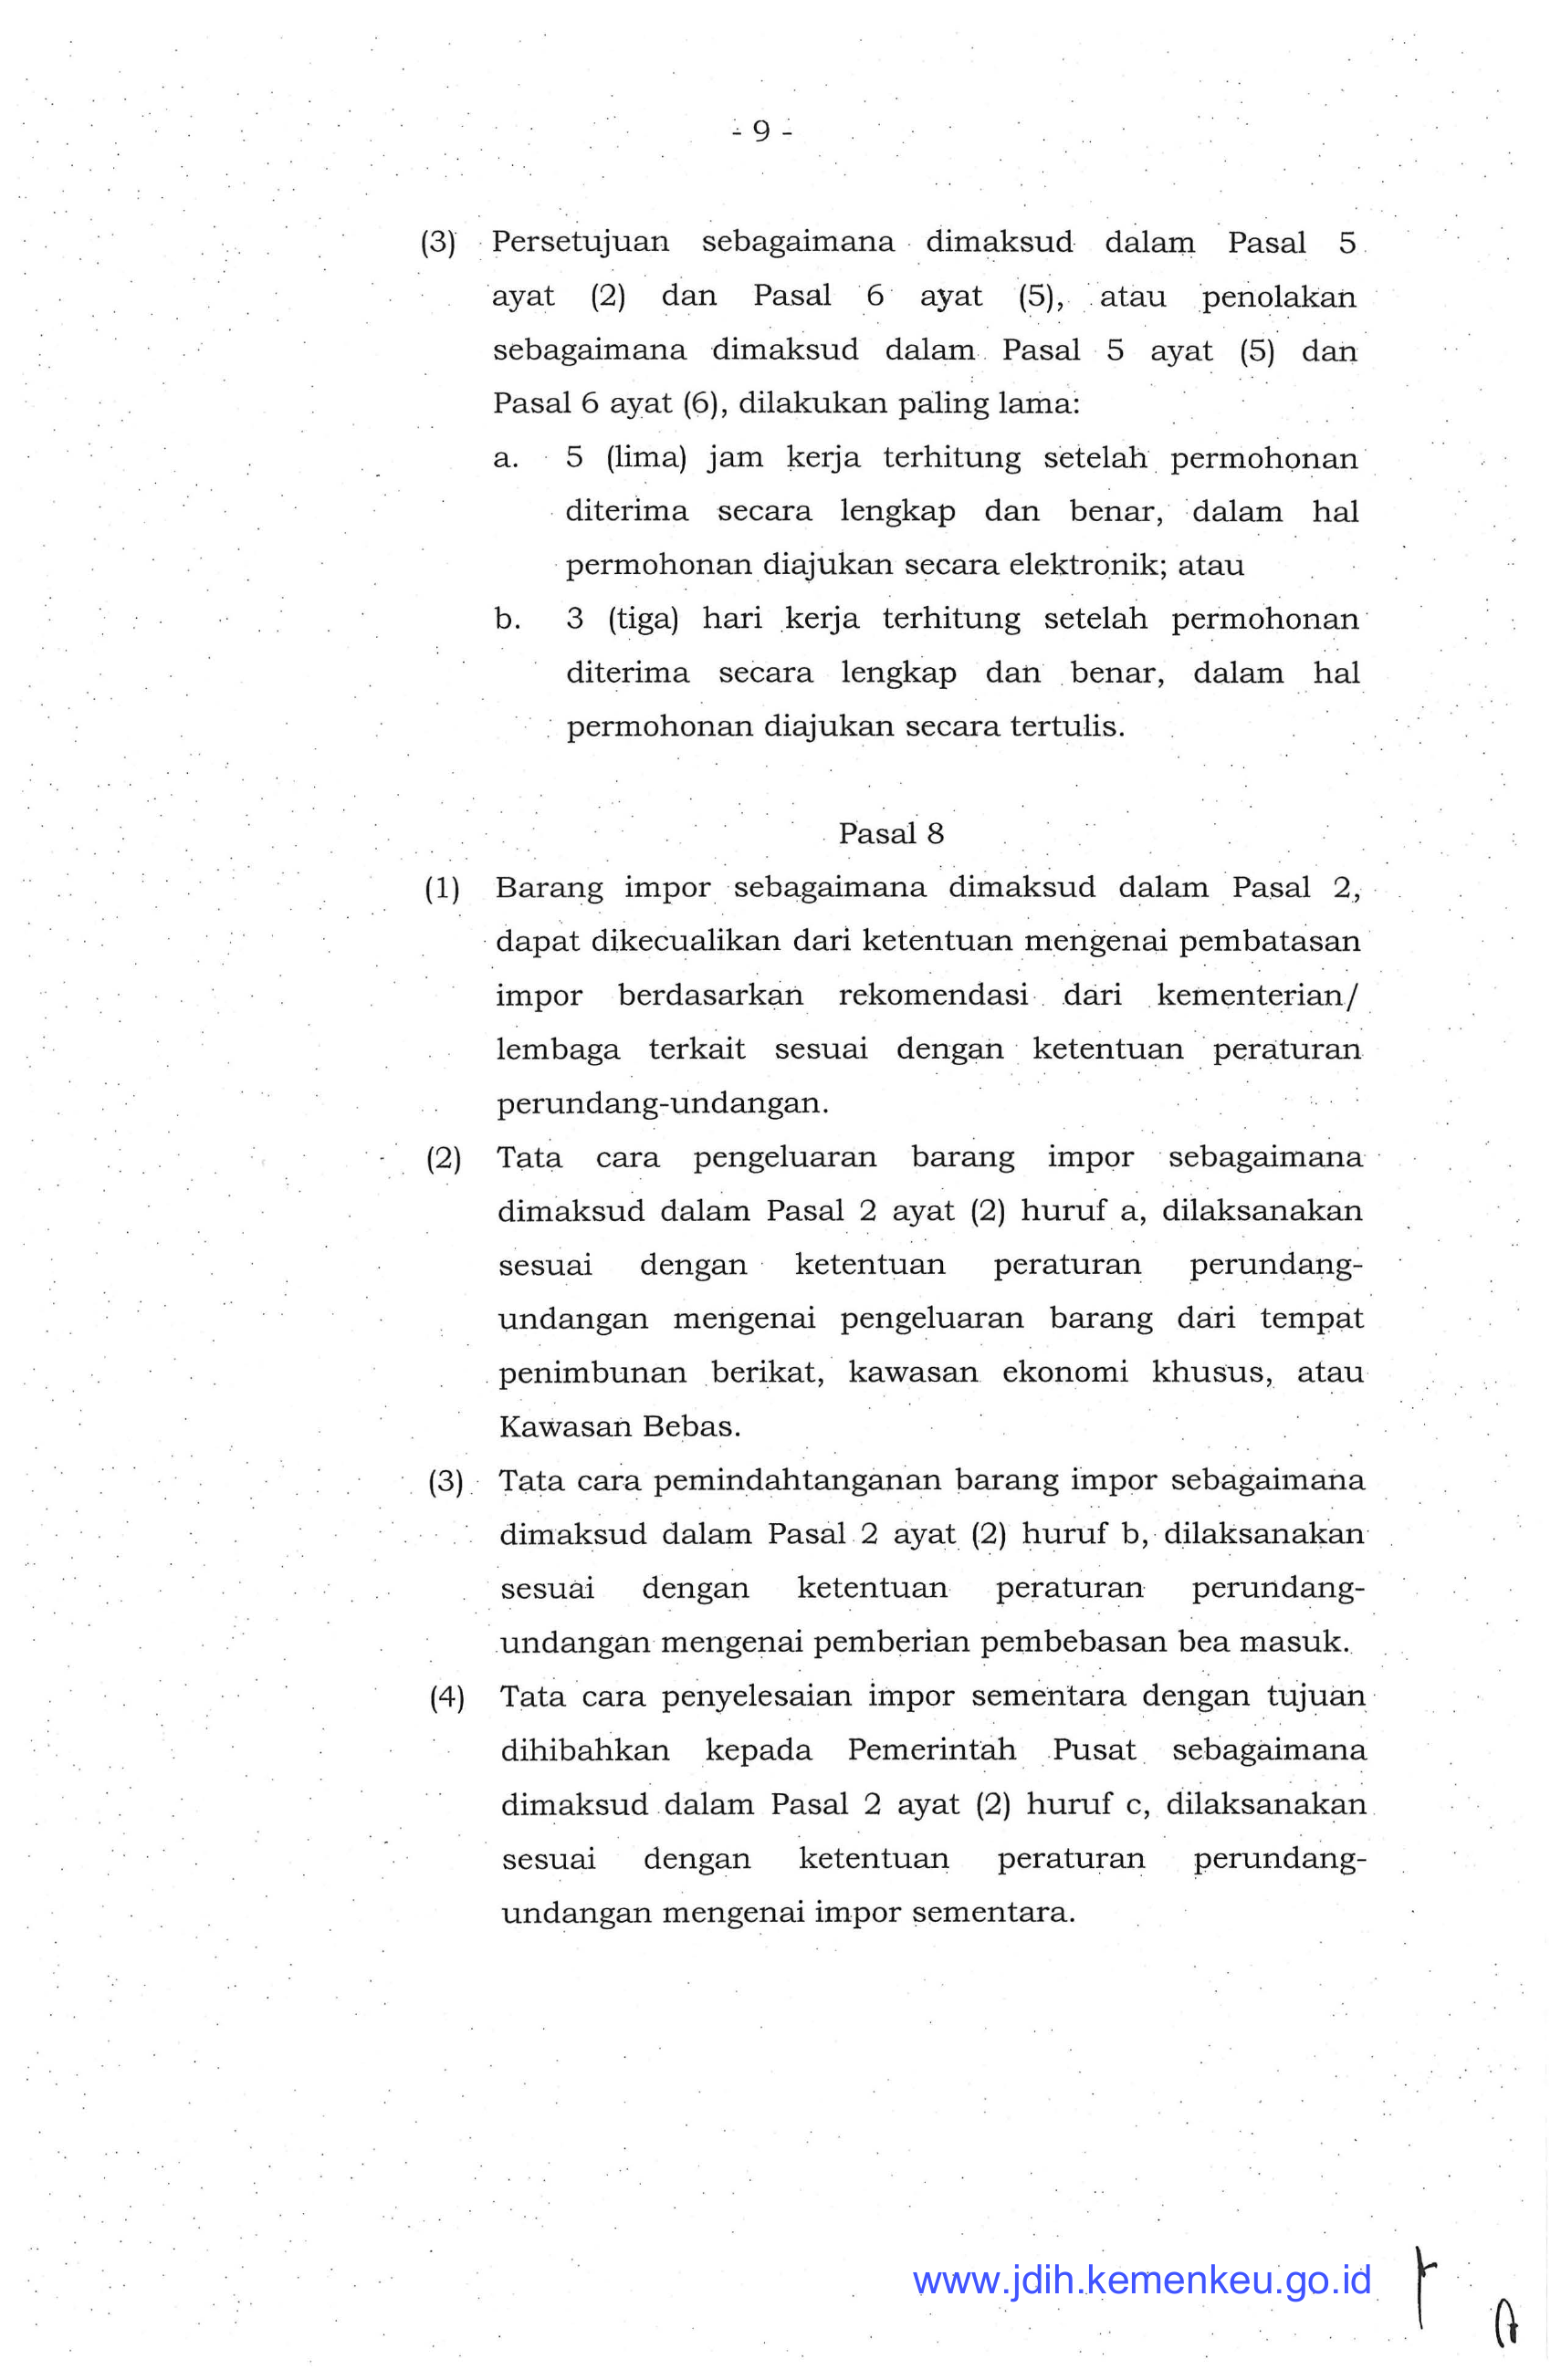 - 9 -
(3) Persetujuan sebagaimana dimaksud dalam Pasal 5
ayat (2) dan Pasal 6 ayat (5), atau penolakan
sebagaimana dimaksud dalam Pasal 5 ayat (5) dan
Pasal 6 ayat (6), dilakukan paling lama:
a. 5 (lima) jam kerja terhitung setelah permohonan
diterima secara lengkap dan benar, dalam hal
permohonan diajukan secara elektronik; atau
b. 3 (tiga) hari kerja terhitung setelah permohonan
diterima secara lengkap dan benar, dalam hal
permohonan diajukan secara tertulis.
Pasal 8
(1) Barang impor sebagaimana dimaksud dalam Pasal 2,
dapat dikecualikan dari ketentuan mengenai pembatasan
impor berdasarkan rekomendasi dari kementerian/
lembaga terkait sesuai dengan ketentuan peraturan
perundang-undangan.
(2) Tata cara pengeluaran barang impor sebagaimana
dimaksud dalam Pasal 2 ayat (2) huruf a, dilaksanakan
sesuai dengan ketentuan peraturan perundang-
undangan mengenai pengeluaran barang dari tempat
penimbunan berikat, kawasan ekonomi khusus, atau
Kawasan Bebas.
(3) Tata cara pemindahtanganan barang impor sebagaimana
dimaksud dalam Pasal 2 ayat (2) huruf b, dilaksanakan
sesuai dengan ketentuan peraturan perundang-
undangan mengenai pemberian pembebasan bea masuk.
(4) Tata cara penyelesaian impor sementara dengan tujuan
dihibahkan kepada Pemerintah Pusat sebagaimana
dimaksud dalam Pasal 2 ayat (2) huruf c, dilaksanakan
sesuai dengan ketentuan peraturan perundang-
undangan mengenai impor sementara.
www.jdih.kemenkeu.go.id